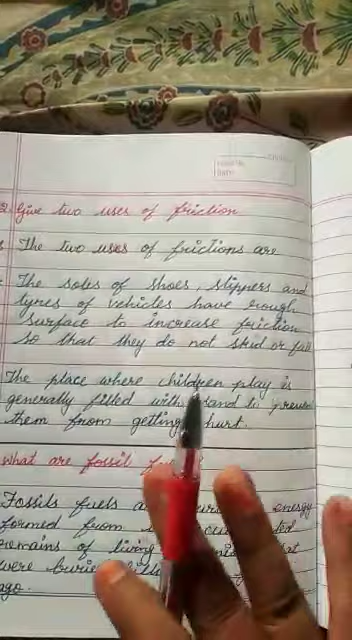 2. Give two uses of friction
The two uses of frictions are
The soles of shoes, slippers and
tyres of vehicles have rough
surface to increase friction
so that they do not skid or fall
The place where children play is
generally filled with sand to prevent
them from getting hurt.
What are fossil
Fossils fuels energy
formed from
remains of living
were
ago.